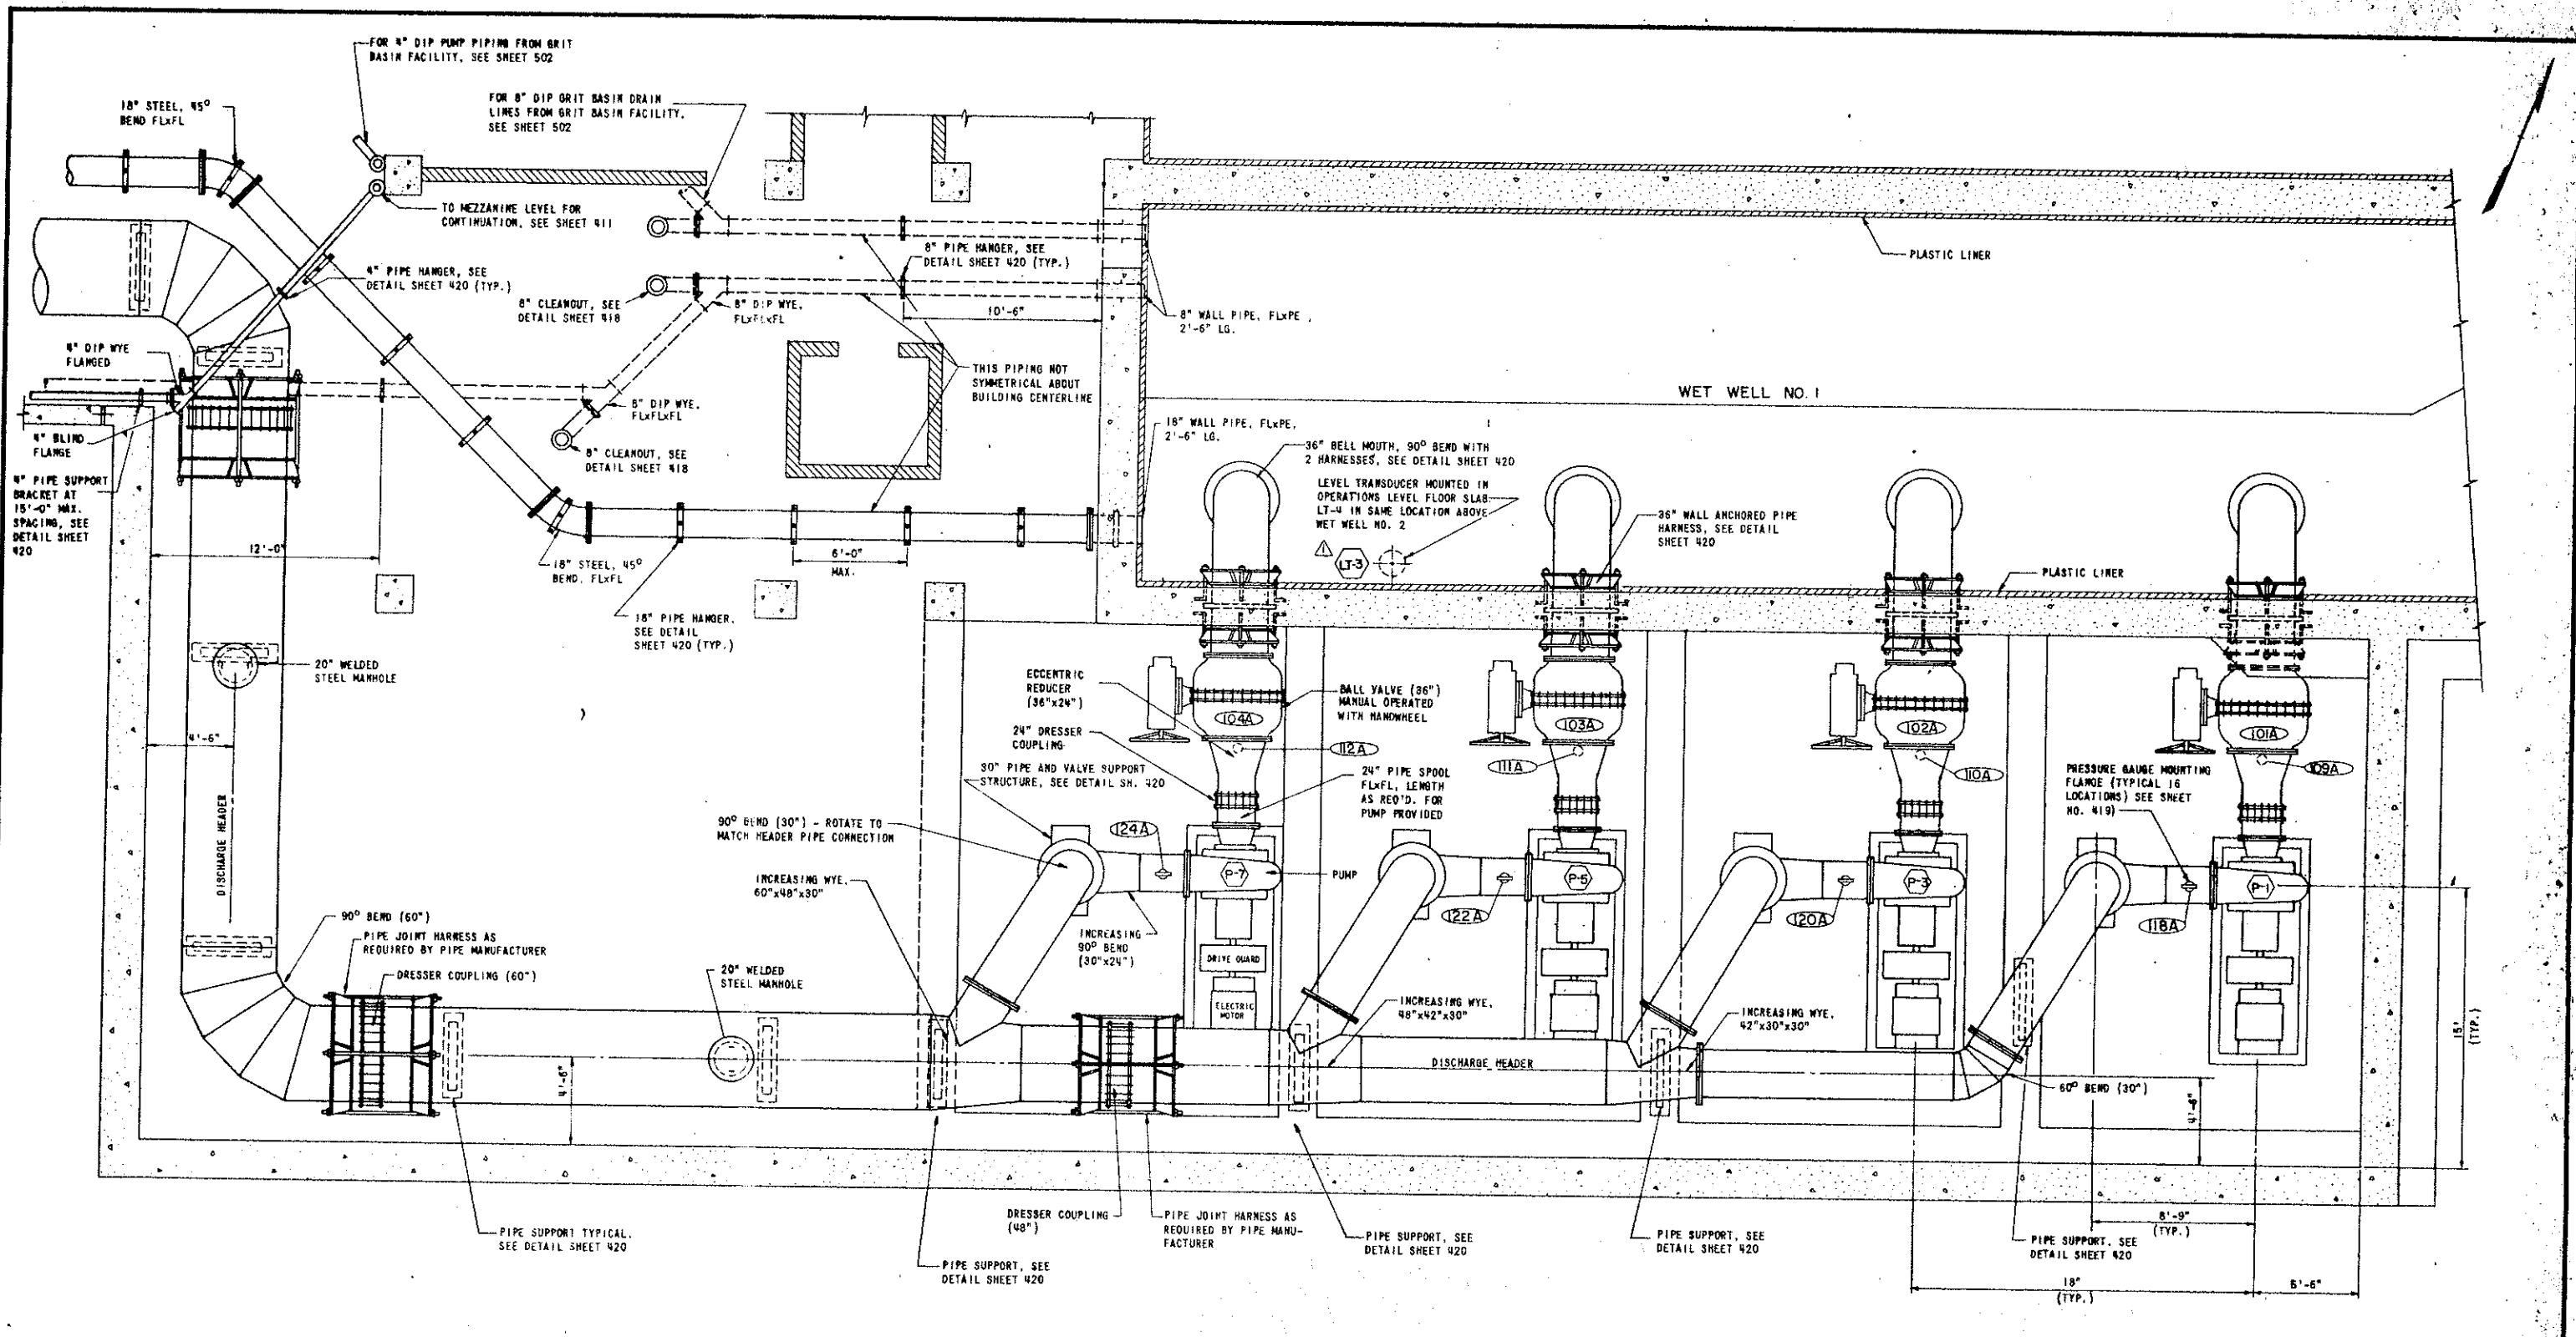 FOR 4" DIP PUMP PIPING FROM GRIT
BASIN FACILITY, SEE SHEET 502
18" STEEL, 45°
BEND FLxFL
FOR 8" DIP GRIT BASIN DRAIN
LINES FROM GRIT BASIN FACILITY,
SEE SHEET 502
TO MEZZANINE LEVEL FOR
CONTINUATION, SEE SHEET 411
8" PIPE HANGER, SEE
DETAIL SHEET 420 (TYP.)
PLASTIC LINER
4" PIPE HANGER, SEE
DETAIL SHEET 420 (TYP.)
8" CLEANOUT, SEE
DETAIL SHEET 418
8" DIP WYE,
FLxFLxFL
10'-6"
8" WALL PIPE, FLxPE,
2'-6" LG.
4" DIP WYE
FLANGED
THIS PIPING NOT
SYMMETRICAL ABOUT
BUILDING CENTERLINE
WET WELL NO. 1
8" DIP WYE,
FLxFLxFL
4" BLIND
FLANGE
8" CLEANOUT, SEE
DETAIL SHEET 418
18" WALL PIPE, FLxPE,
2'-6" LG.
36" BELL MOUTH, 90° BEND WITH
2 HARNESSES, SEE DETAIL SHEET 420
4" PIPE SUPPORT
BRACKET AT
15'-0" MAX.
SPACING, SEE
DETAIL SHEET
420
LEVEL TRANSDUCER MOUNTED IN
OPERATIONS LEVEL FLOOR SLAB
LT-4 IN SAME LOCATION ABOVE
WET WELL NO. 2
36" WALL ANCHORED PIPE
HARNESS, SEE DETAIL
SHEET 420
12'-0"
6'-0"
MAX.
1
LT-3
18" STEEL, 45°
BEND, FLxFL
PLASTIC LINER
18" PIPE HANGER,
SEE DETAIL
SHEET 420 (TYP.)
20" WELDED
STEEL MANHOLE
ECCENTRIC
REDUCER
(36"x24")
BALL VALVE (36")
MANUAL OPERATED
WITH HANDWHEEL
104A
103A
102A
101A
4'-6"
24" DRESSER
COUPLING
112A
111A
110A
109A
30" PIPE AND VALVE SUPPORT
STRUCTURE, SEE DETAIL SH. 420
24" PIPE SPOOL
FLxFL, LENGTH
AS REQ'D. FOR
PUMP PROVIDED
PRESSURE GAUGE MOUNTING
FLANGE (TYPICAL 16
LOCATIONS) SEE SHEET
NO. 419)
DISCHARGE HEADER
90° BEND (30") - ROTATE TO
MATCH HEADER PIPE CONNECTION
124A
P-7
PUMP
P-5
P-3
P-1
INCREASING WYE,
60"x48"x30"
122A
120A
118A
90° BEND (60")
PIPE JOINT HARNESS AS
REQUIRED BY PIPE MANUFACTURER
DRESSER COUPLING (60")
INCREASING
90° BEND
(30"x24")
DRIVE GUARD
20" WELDED
STEEL MANHOLE
ELECTRIC
MOTOR
INCREASING WYE,
48"x42"x30"
INCREASING WYE,
42"x30"x30"
15'
(TYP.)
DISCHARGE HEADER
60° BEND (30")
4'-6"
4'-6"
PIPE SUPPORT TYPICAL,
SEE DETAIL SHEET 420
DRESSER COUPLING
(48")
PIPE JOINT HARNESS AS
REQUIRED BY PIPE MANU-
FACTURER
PIPE SUPPORT, SEE
DETAIL SHEET 420
PIPE SUPPORT, SEE
DETAIL SHEET 420
PIPE SUPPORT, SEE
DETAIL SHEET 420
PIPE SUPPORT, SEE
DETAIL SHEET 420
8'-9"
(TYP.)
18"
(TYP.)